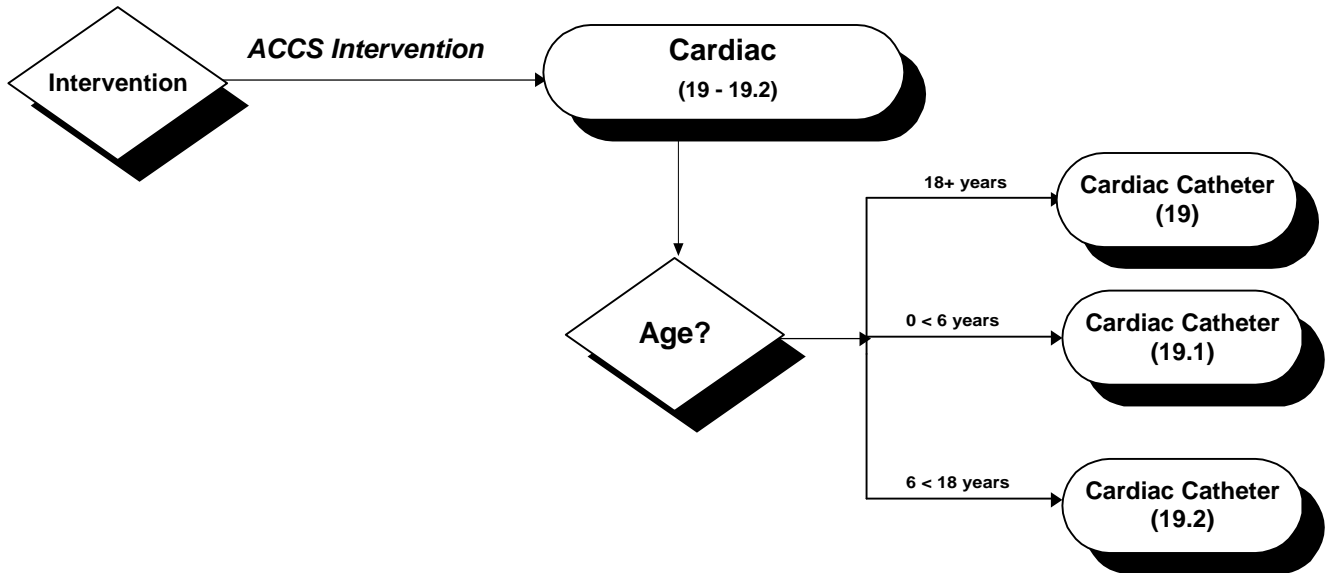 Intervention
ACCS Intervention
Cardiac
(19 - 19.2)
Age?
18+ years
Cardiac Catheter
(19)
0 < 6 years
Cardiac Catheter
(19.1)
6 < 18 years
Cardiac Catheter
(19.2)